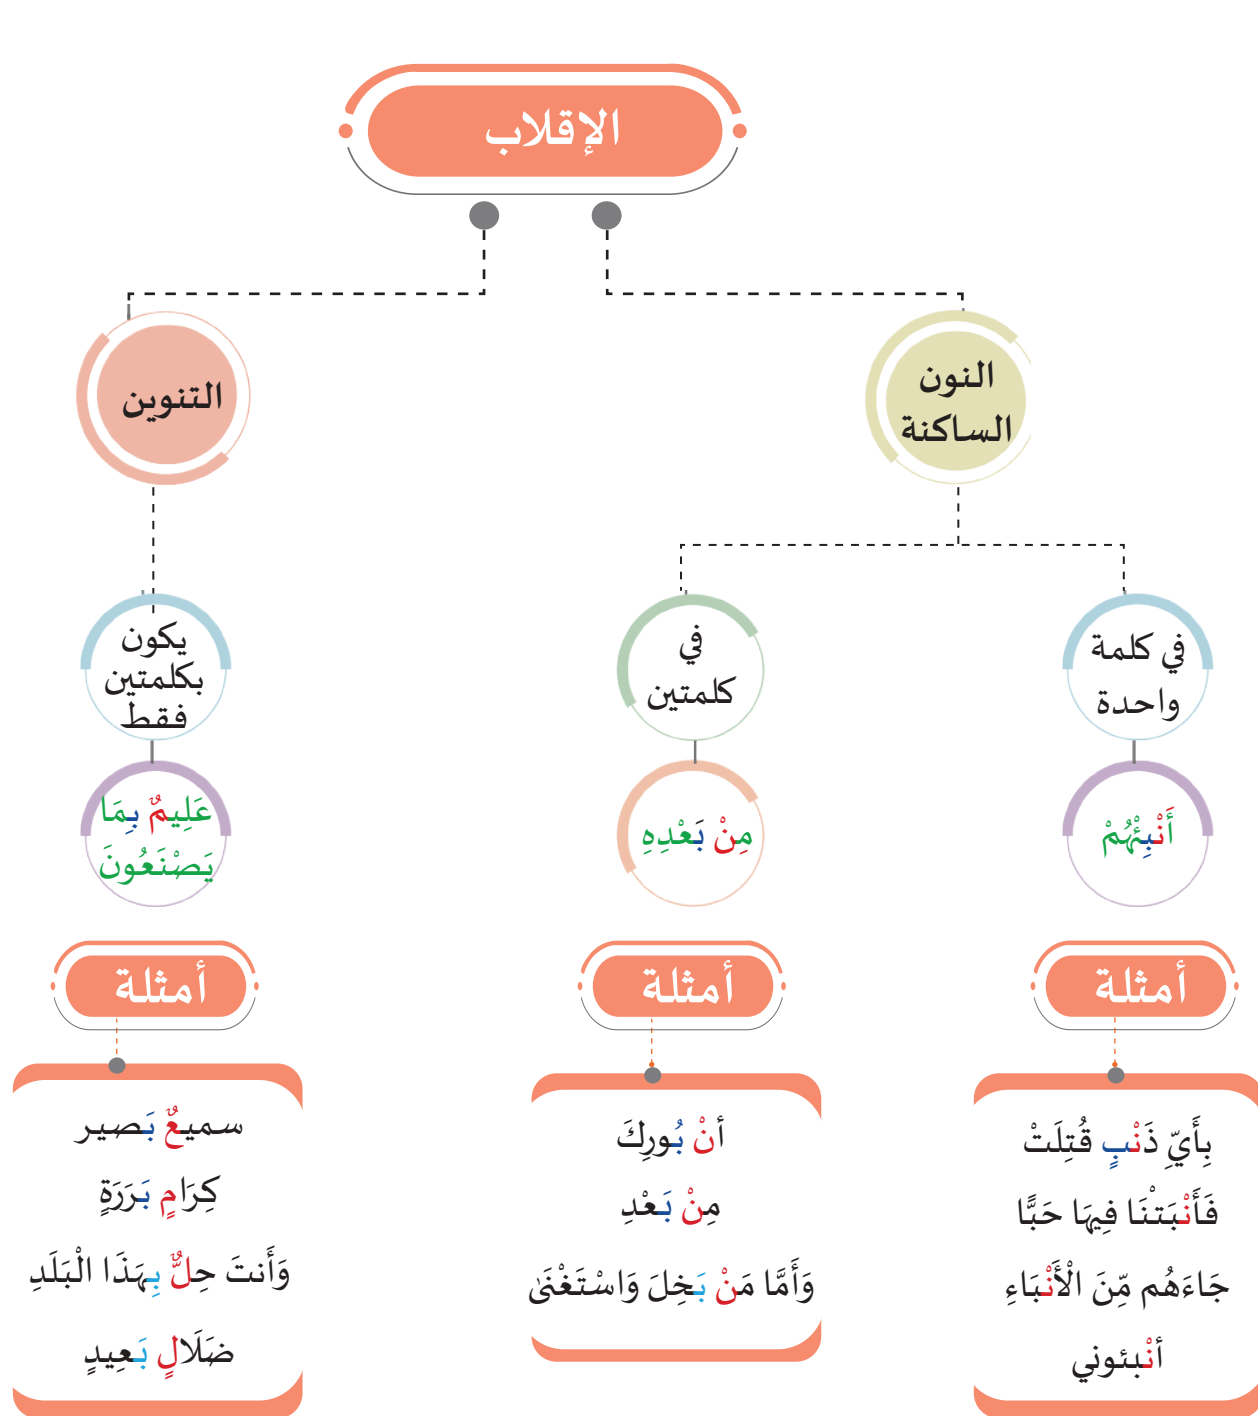 الإقلاب
النون
الساكنة
التنوين
في كلمة
واحدة
في
كلمتين
يكون
بكلمتين
فقط
أَنْبِئْهُمْ
مِنْ بَعْدِهِ
عَلِيمٌ بِمَا
يَصْنَعُونَ
أمثلة
أمثلة
أمثلة
بِأَيِّ ذَنْبٍ قُتِلَتْ
فَأَنْبَتْنَا فِيهَا حَبًّا
جَاءَهُم مِّنَ الْأَنْبَاءِ
أنْبئوني
أنْ بُورِكَ
مِنْ بَعْدِ
وَأَمَّا مَنْ بَخِلَ وَاسْتَغْنَىٰ
سميعٌ بَصير
كِرَامٍ بَرَرَةٍ
وَأَنتَ حِلٌّ بِهَذَا الْبَلَدِ
ضَلَالٍ بَعِيدٍ